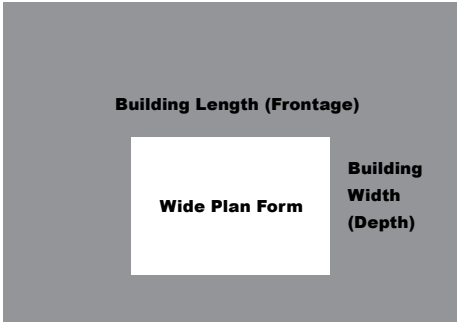 Building Length (Frontage)
Building
Width
(Depth)
Wide Plan Form